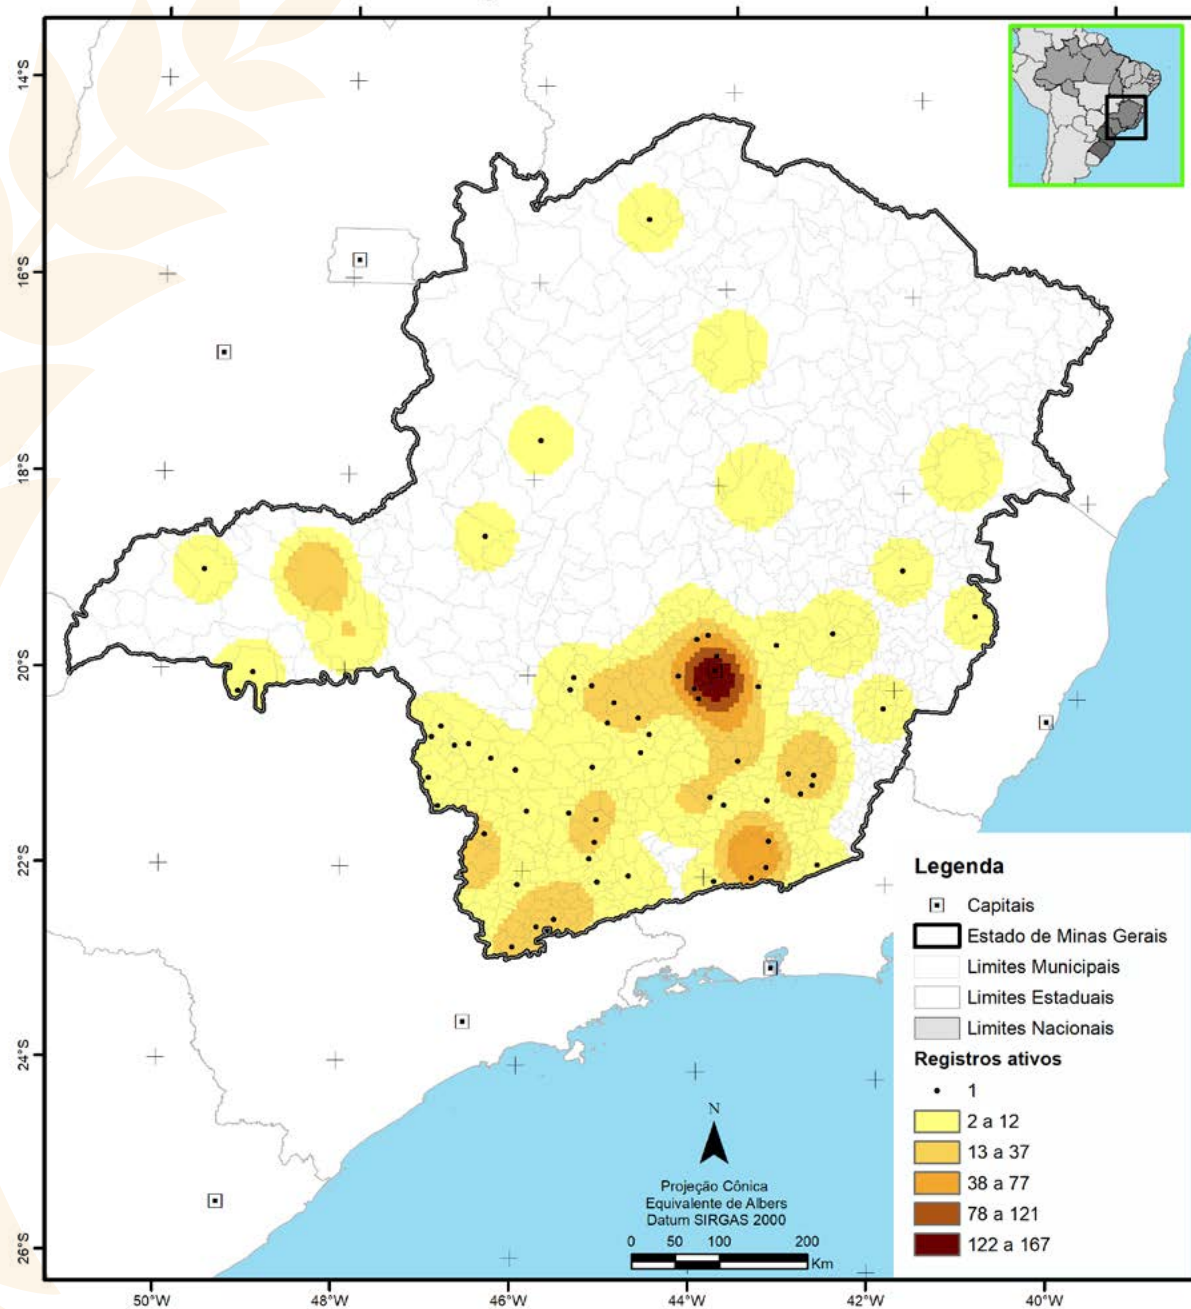 14°S
16°S
18°S
20°S
22°S
24°S
26°S
Legenda
Capitais
Estado de Minas Gerais
Limites Municipais
Limites Estaduais
Limites Nacionais
Registros ativos
1
2 a 12
13 a 37
38 a 77
78 a 121
122 a 167
N
Projeção Cônica
Equivalente de Albers
Datum SIRGAS 2000
0 50 100 200
Km
50°W 48°W 46°W 44°W 42°W 40°W